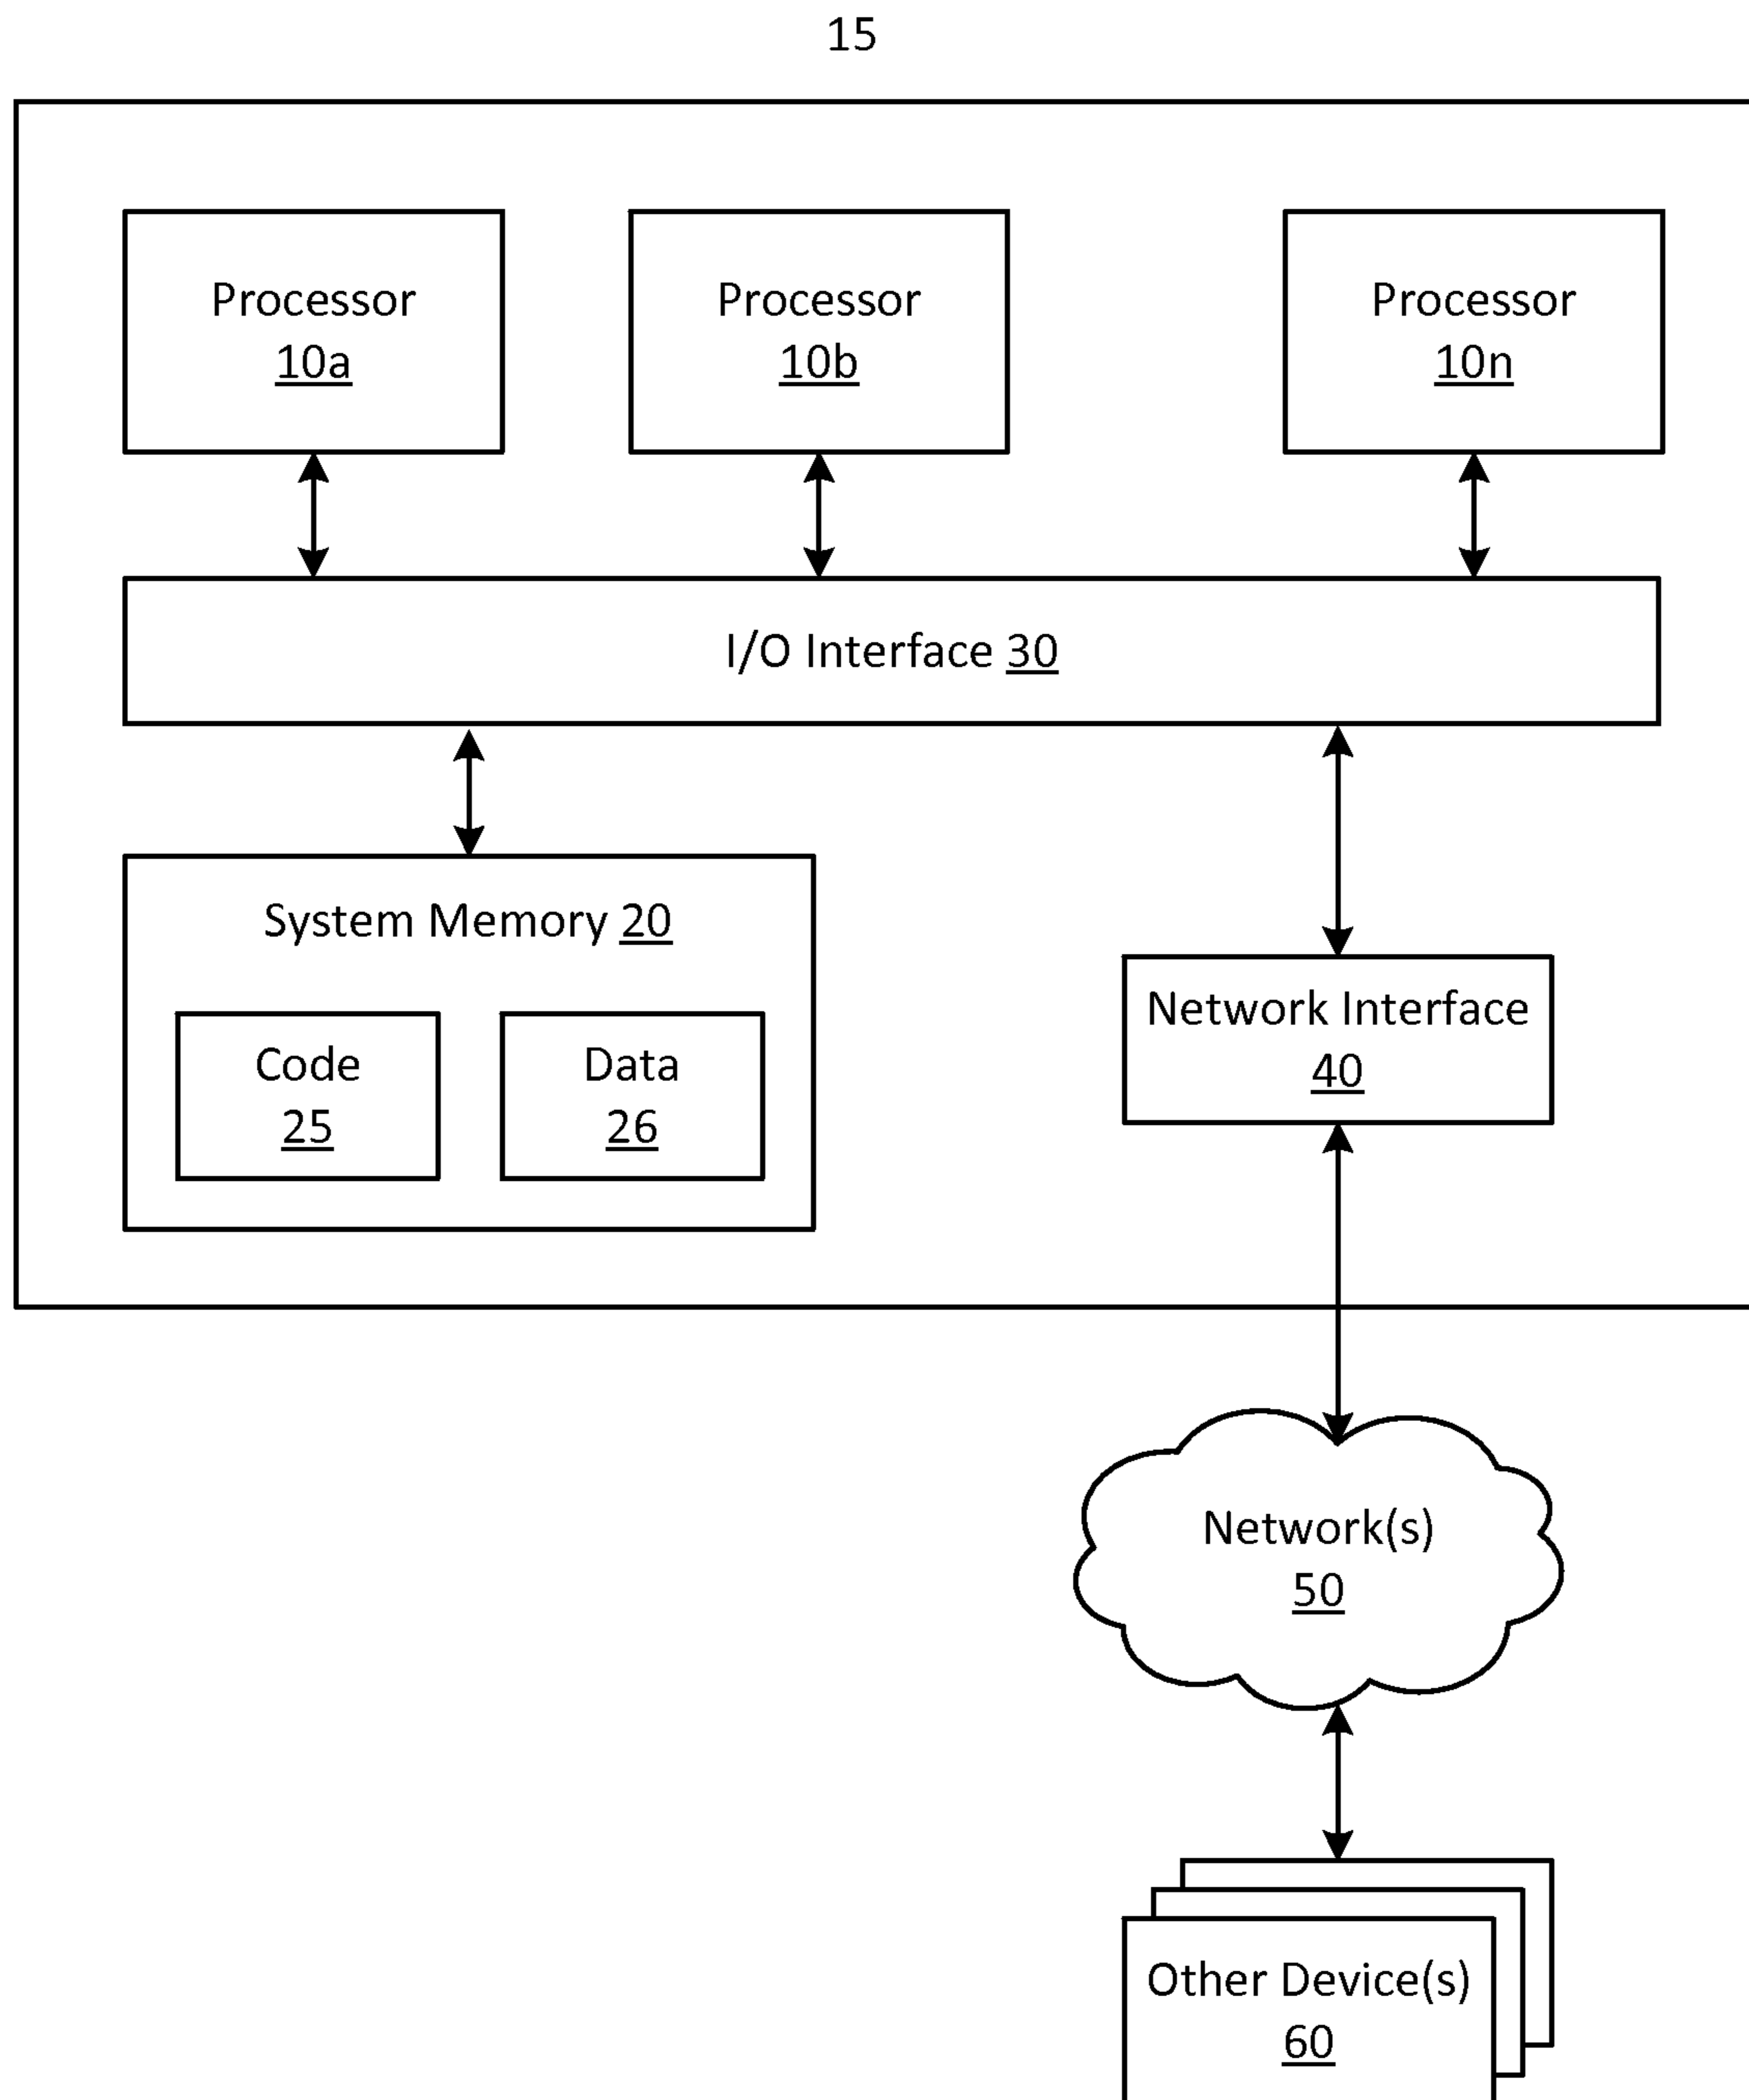 15
Processor
10a
Processor
10b
Processor
10n
I/O Interface 30
System Memory 20
Code
25
Data
26
Network Interface
40
Network(s)
50
Other Device(s)
60